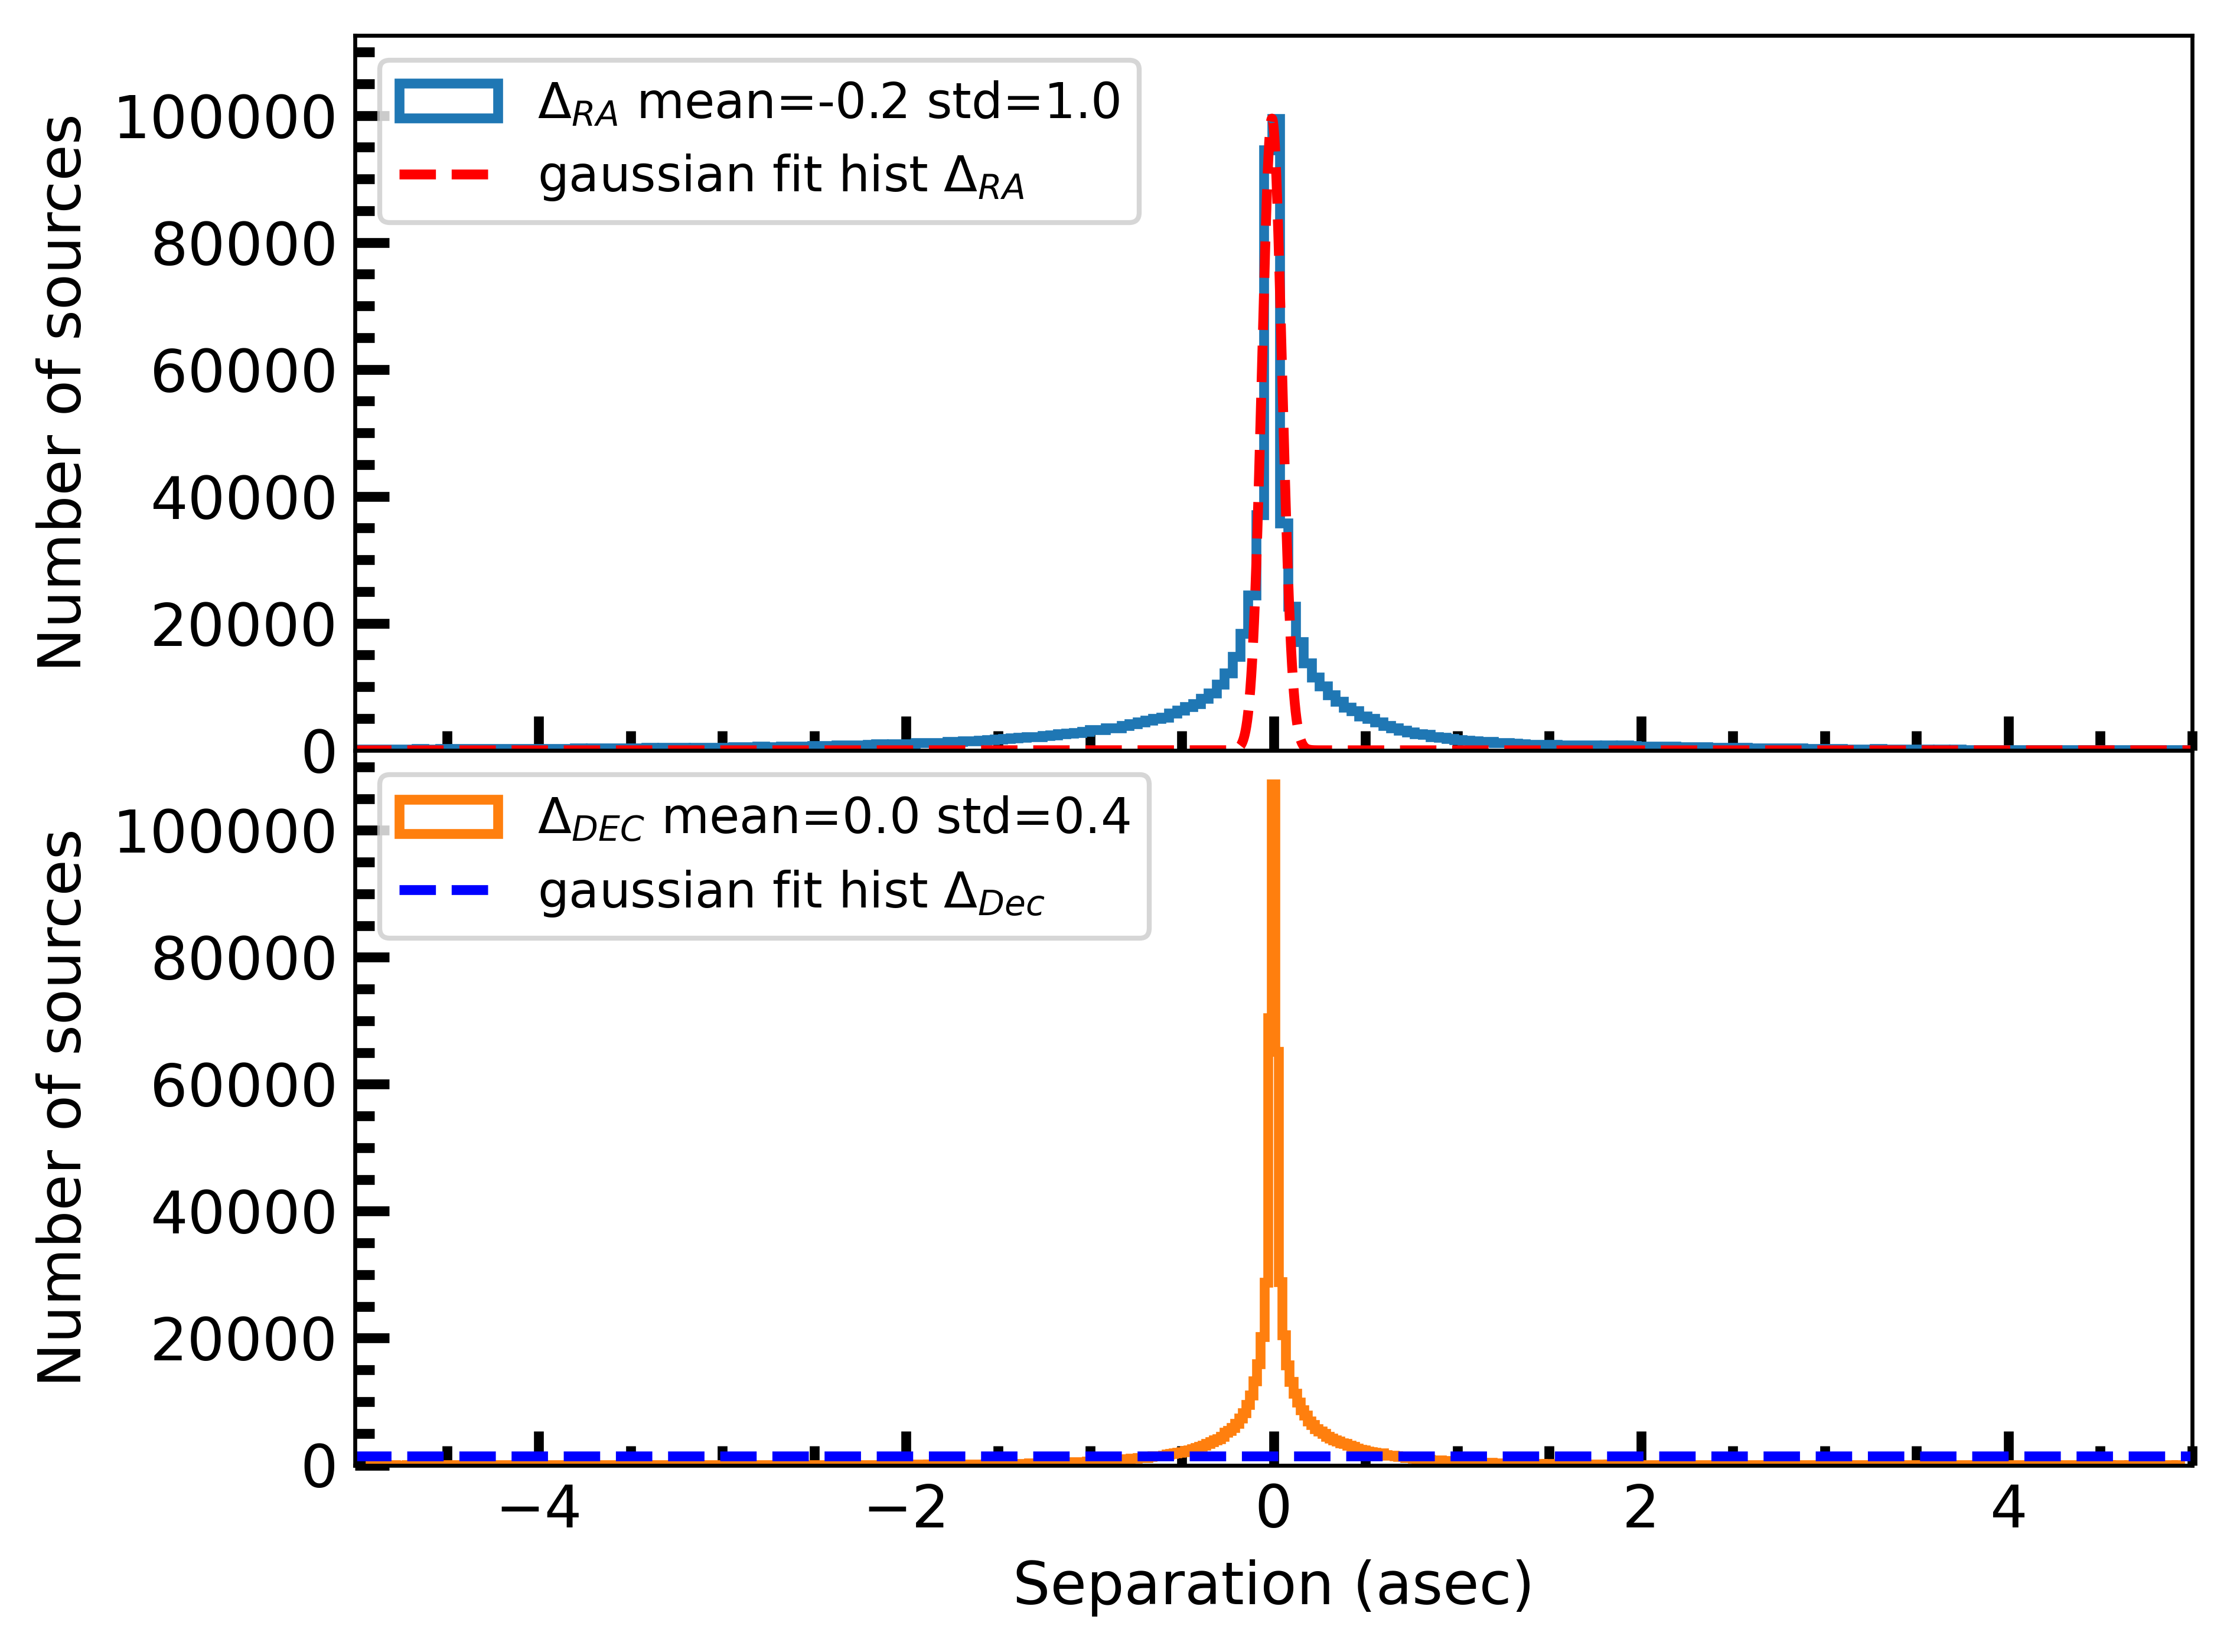 Number of sources
100000
80000
60000
40000
20000
0
Δ_RA mean=-0.2 std=1.0
gaussian fit hist Δ_RA
Number of sources
100000
80000
60000
40000
20000
0
Δ_DEC mean=0.0 std=0.4
gaussian fit hist Δ_Dec
−4 −2 0 2 4
Separation (asec)